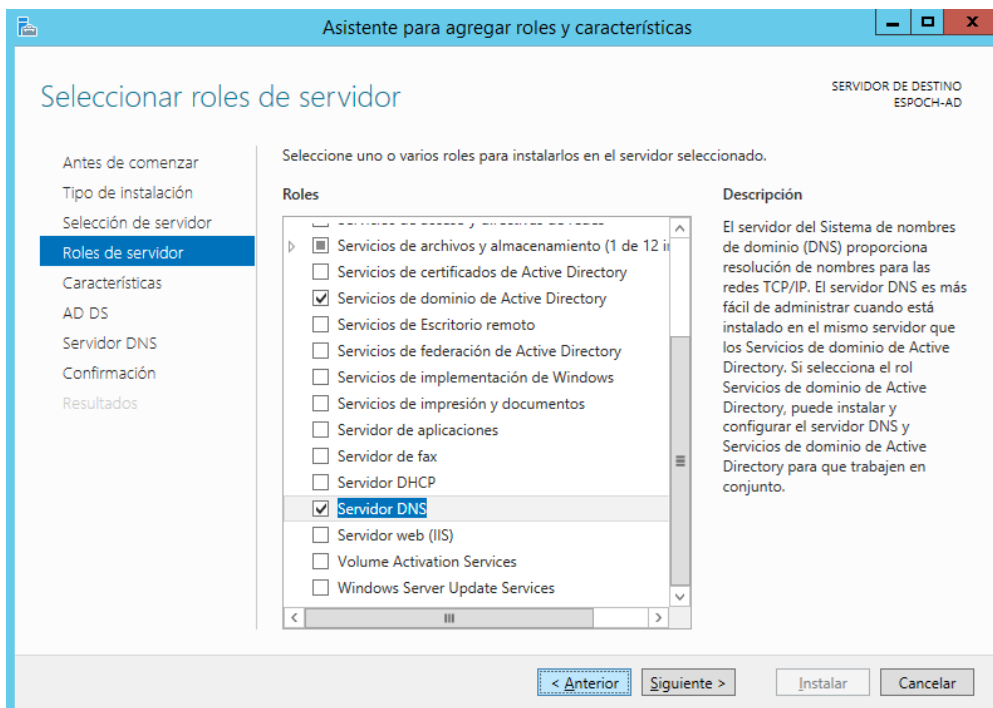 Asistente para agregar roles y características
Seleccionar roles de servidor
SERVIDOR DE DESTINO
ESPOCH-AD
Antes de comenzar
Tipo de instalación
Selección de servidor
Roles de servidor
Características
AD DS
Servidor DNS
Confirmación
Resultados
Seleccione uno o varios roles para instalarlos en el servidor seleccionado.
Roles
Servicios de archivos y almacenamiento (1 de 12
Servicios de certificados de Active Directory
Servicios de dominio de Active Directory
Servicios de Escritorio remoto
Servicios de federación de Active Directory
Servicios de implementación de Windows
Servicios de impresión y documentos
Servidor de aplicaciones
Servidor de fax
Servidor DHCP
Servidor DNS
Servidor web (IIS)
Volume Activation Services
Windows Server Update Services
Descripción
El servidor del Sistema de nombres
de dominio (DNS) proporciona
resolución de nombres para las
redes TCP/IP. El servidor DNS es más
fácil de administrar cuando está
instalado en el mismo servidor que
los Servicios de dominio de Active
Directory. Si selecciona el rol
Servicios de dominio de Active
Directory, puede instalar y
configurar el servidor DNS y
Servicios de dominio de Active
Directory para que trabajen en
conjunto.
< Anterior
Siguiente >
Instalar
Cancelar